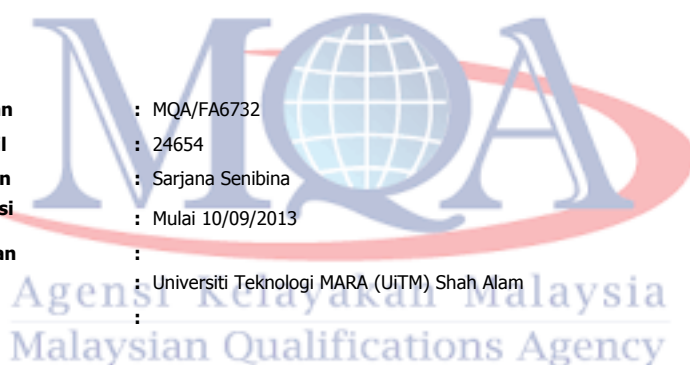 MQA
an : MQA/FA6732
l : 24654
n : Sarjana Senibina
si : Mulai 10/09/2013
an :
: Universiti Teknologi MARA (UiTM) Shah Alam
:
Agensi Kelayakan Malaysia
Malaysian Qualifications Agency